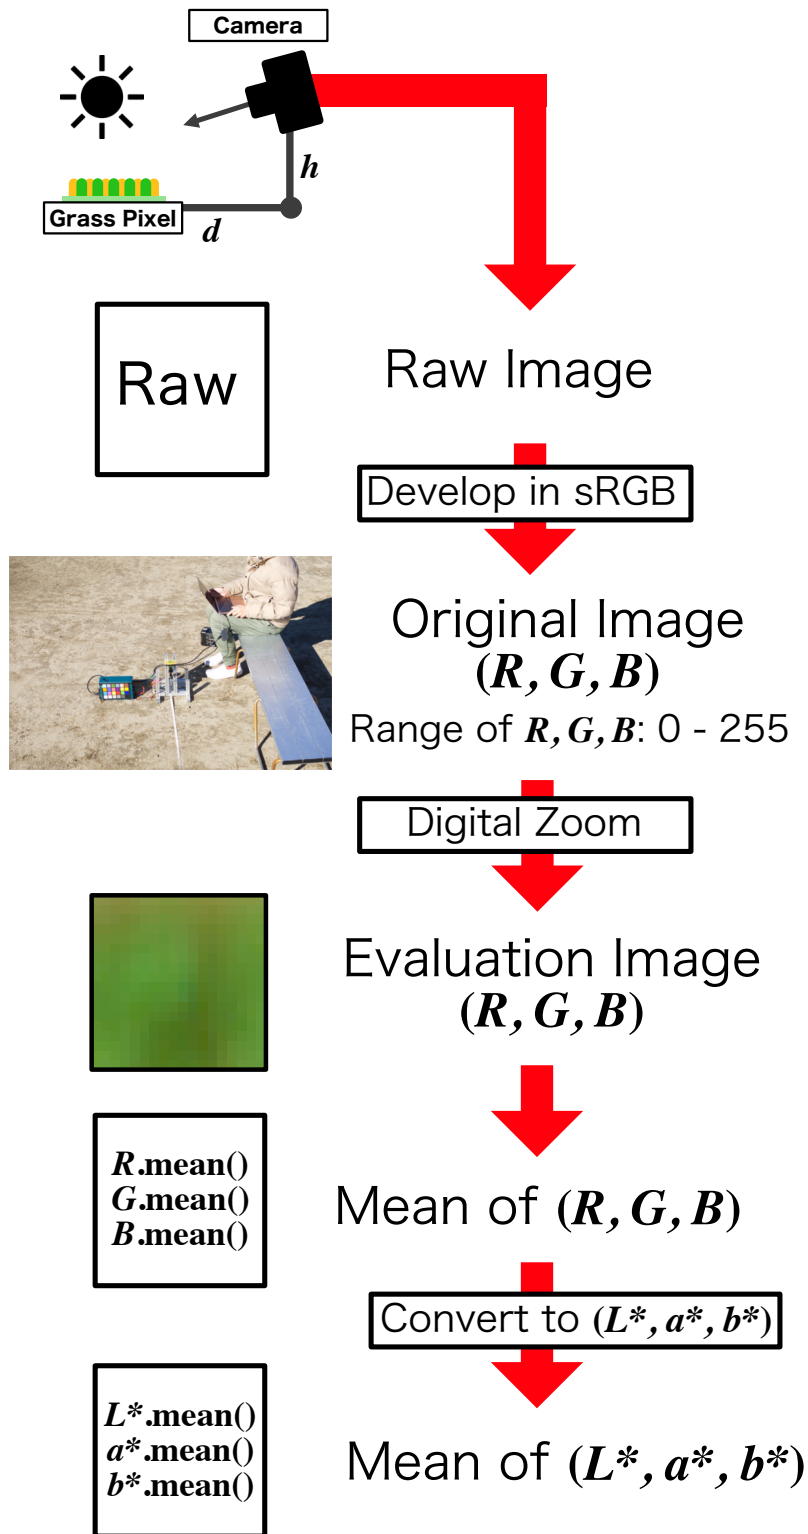 Camera
h
Grass Pixel
d
Raw
Raw Image
Develop in sRGB
Original Image
(R, G, B)
Range of R, G, B: 0 - 255
Digital Zoom
Evaluation Image
(R, G, B)
R.mean()
G.mean()
B.mean()
Mean of (R, G, B)
Convert to (L*, a*, b*)
L*.mean()
a*.mean()
b*.mean()
Mean of (L*, a*, b*)